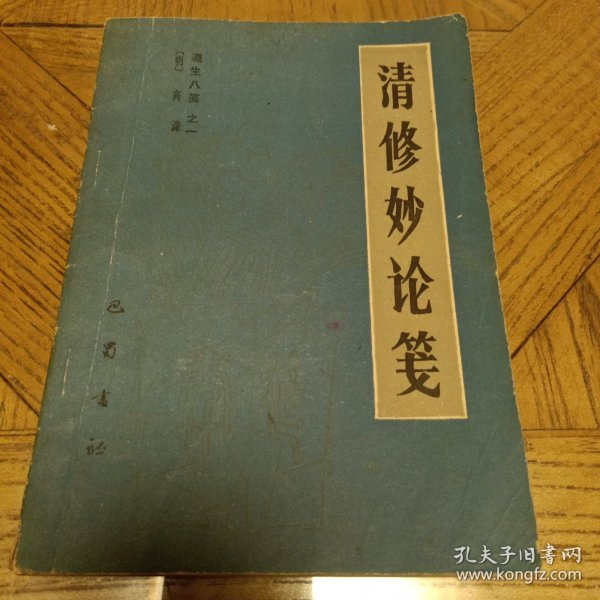 清修妙论笺
遵生八笺之一
〔明〕高濂
巴蜀书社
孔夫子旧书网
www.kongfz.com